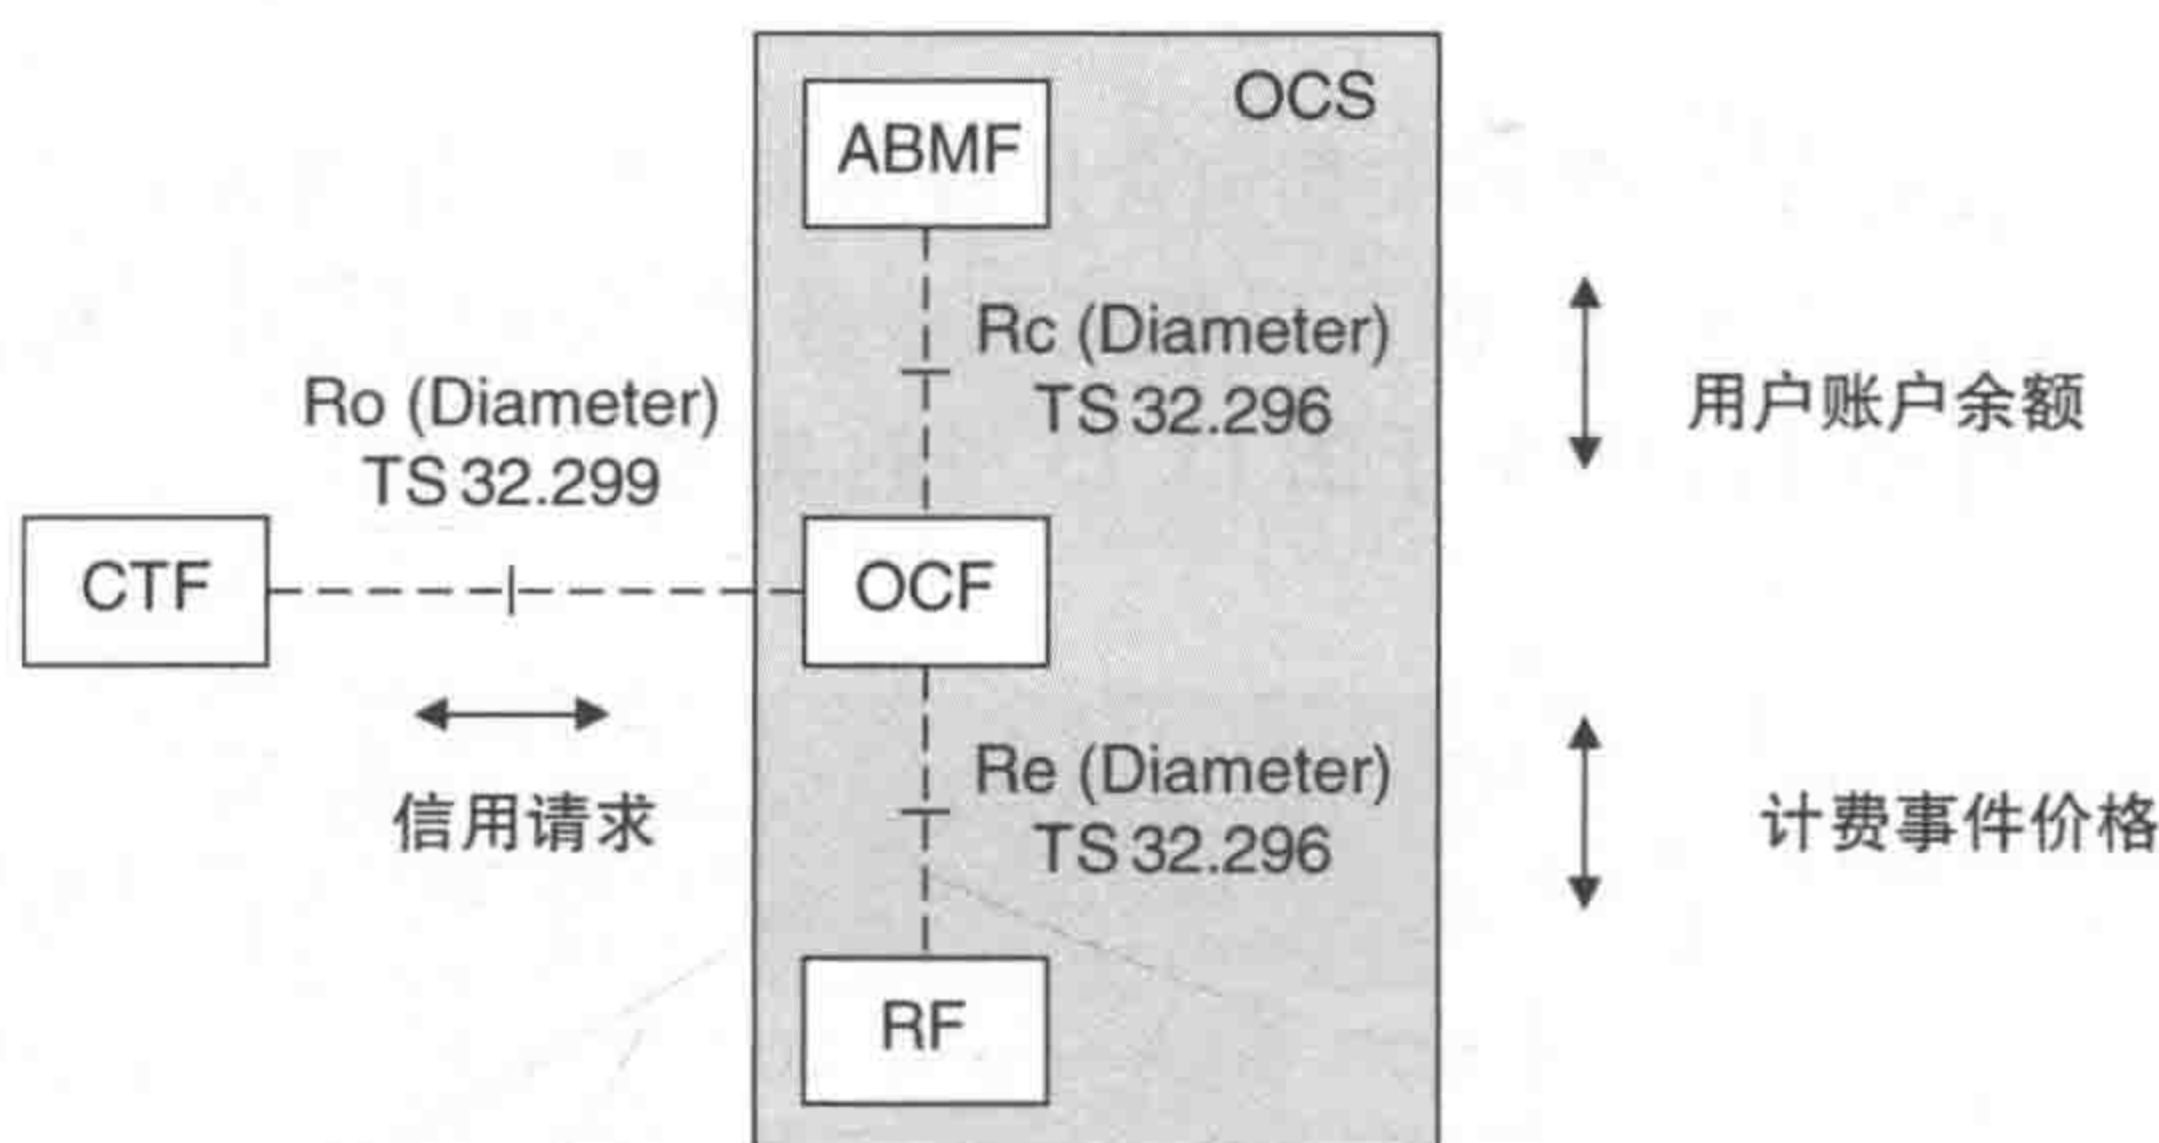 OCS
ABMF
Rc (Diameter)
TS 32.296
用户账户余额
Ro (Diameter)
TS 32.299
CTF
OCF
信用请求
Re (Diameter)
TS 32.296
计费事件价格
RF